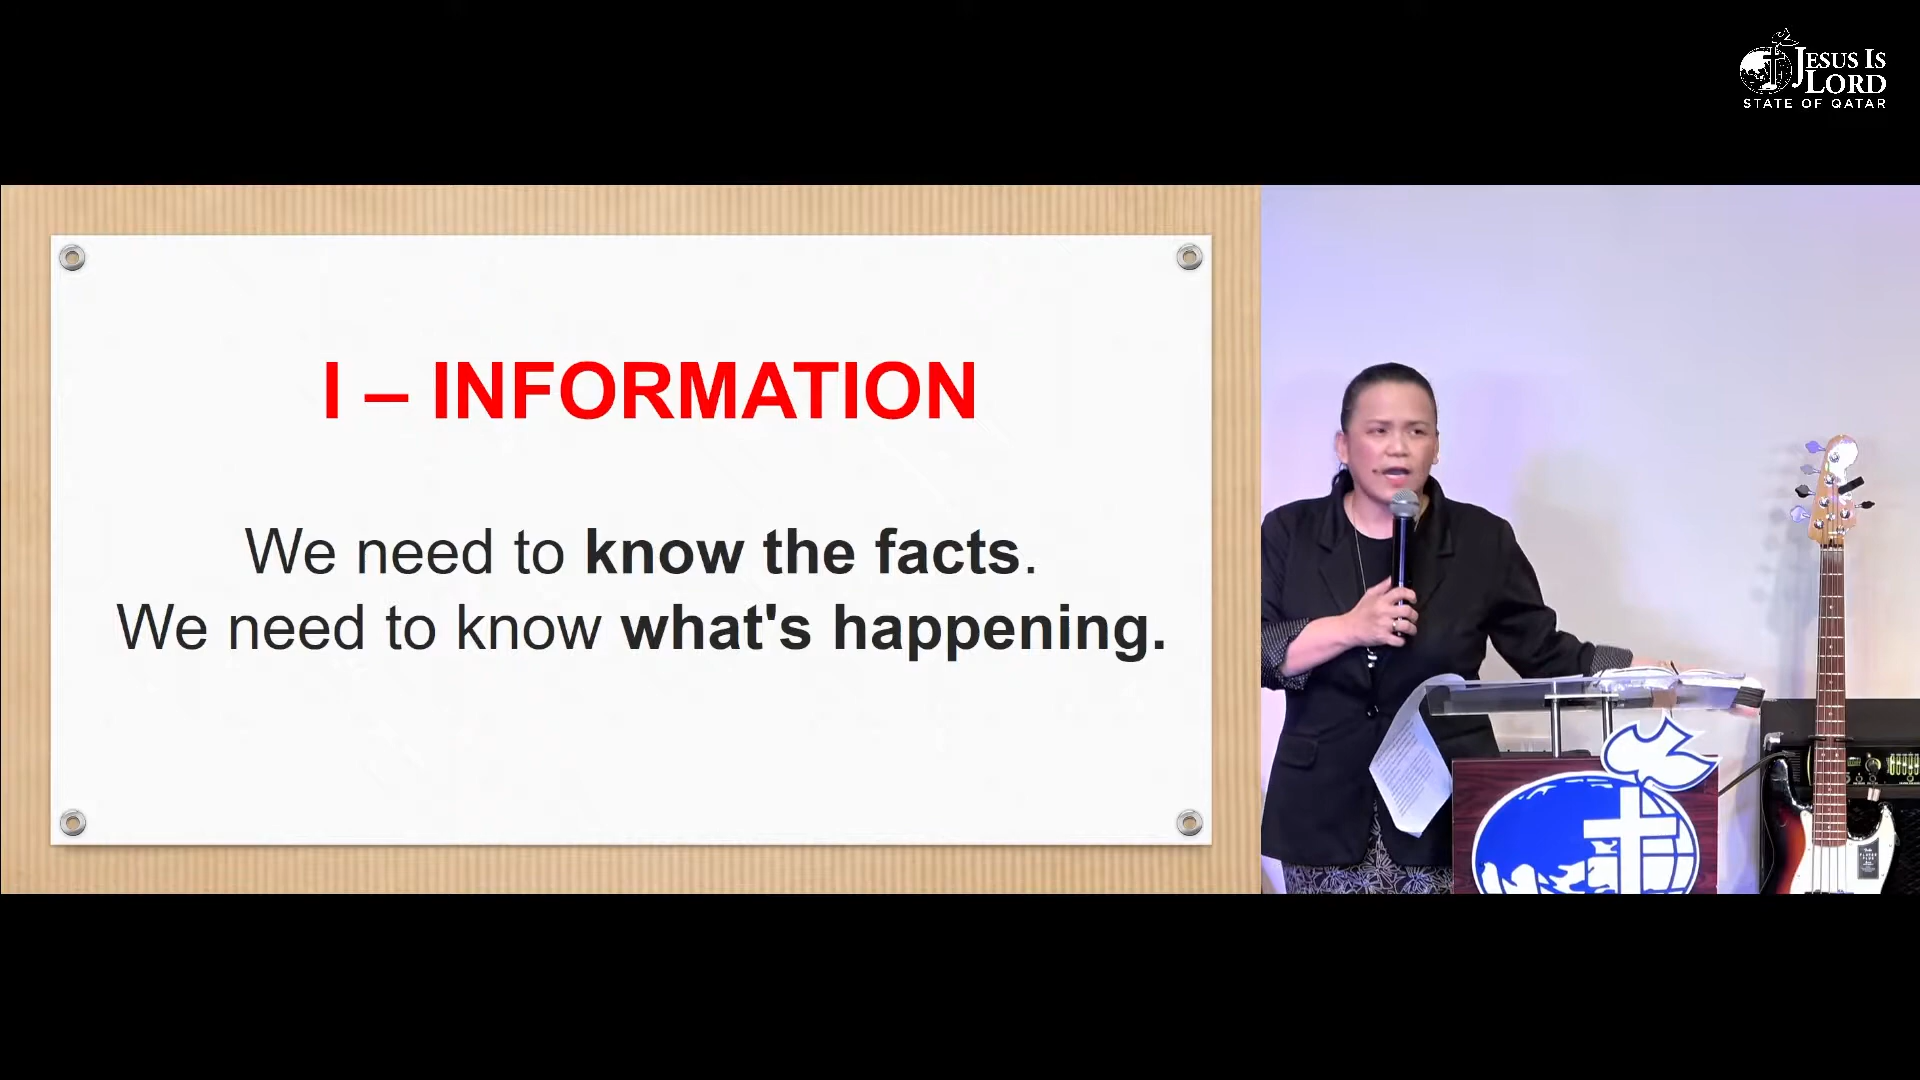 JESUS IS
LORD
STATE OF QATAR
I – INFORMATION
We need to know the facts.
We need to know what's happening.